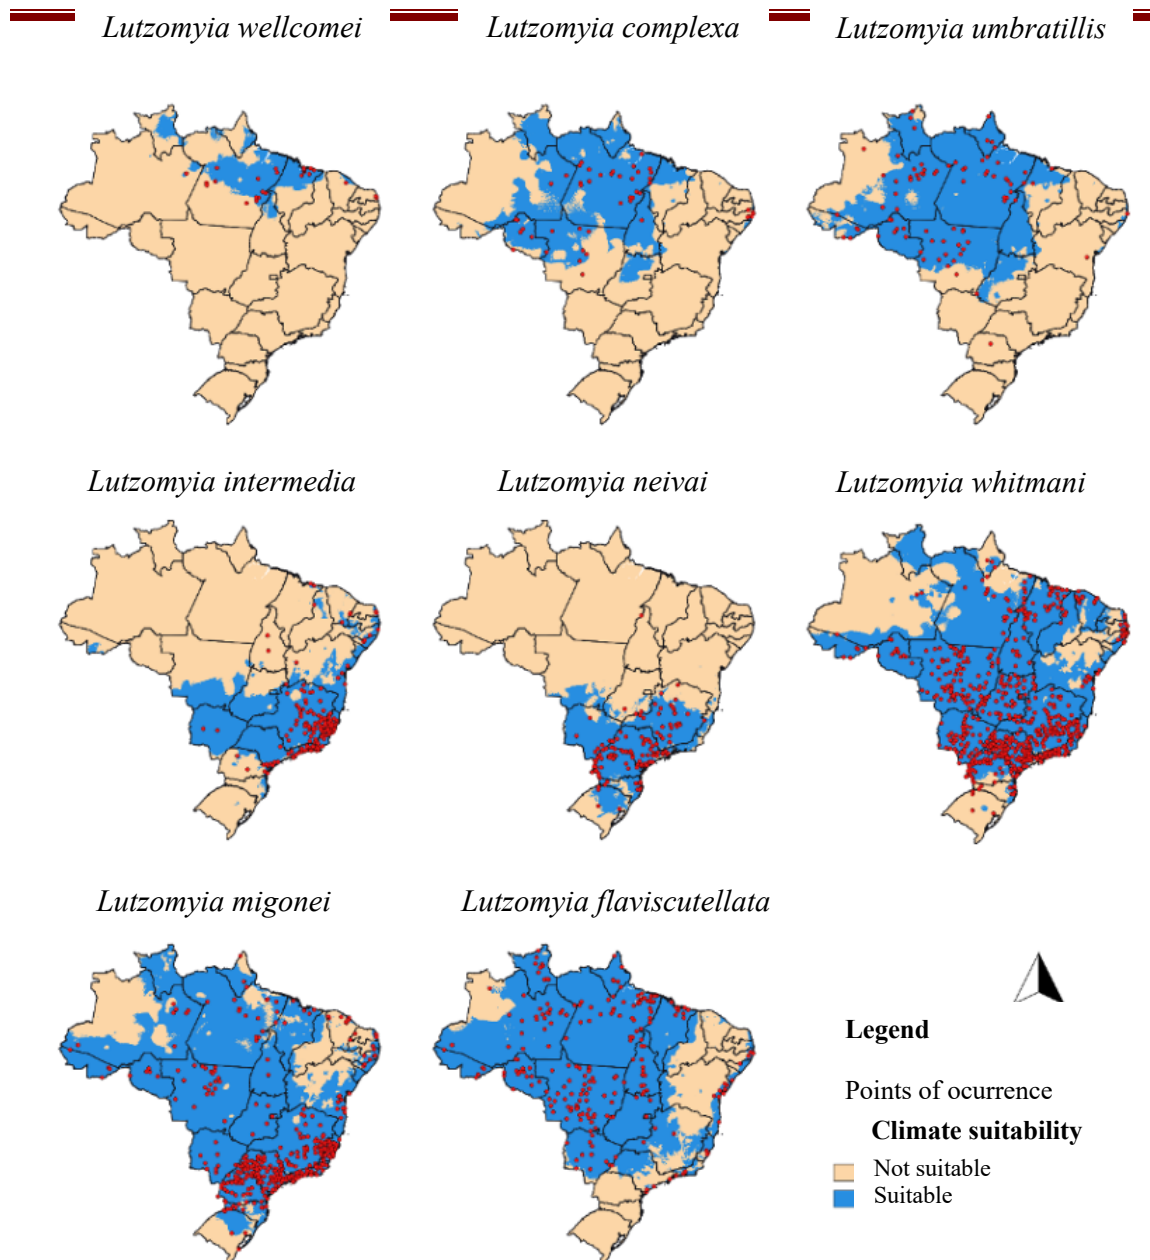 Lutzomyia wellcomei
Lutzomyia complexa
Lutzomyia umbratillis
Lutzomyia intermedia
Lutzomyia neivai
Lutzomyia whitmani
Lutzomyia migonei
Lutzomyia flaviscutellata
Legend
Points of ocurrence
Climate suitability
Not suitable
Suitable